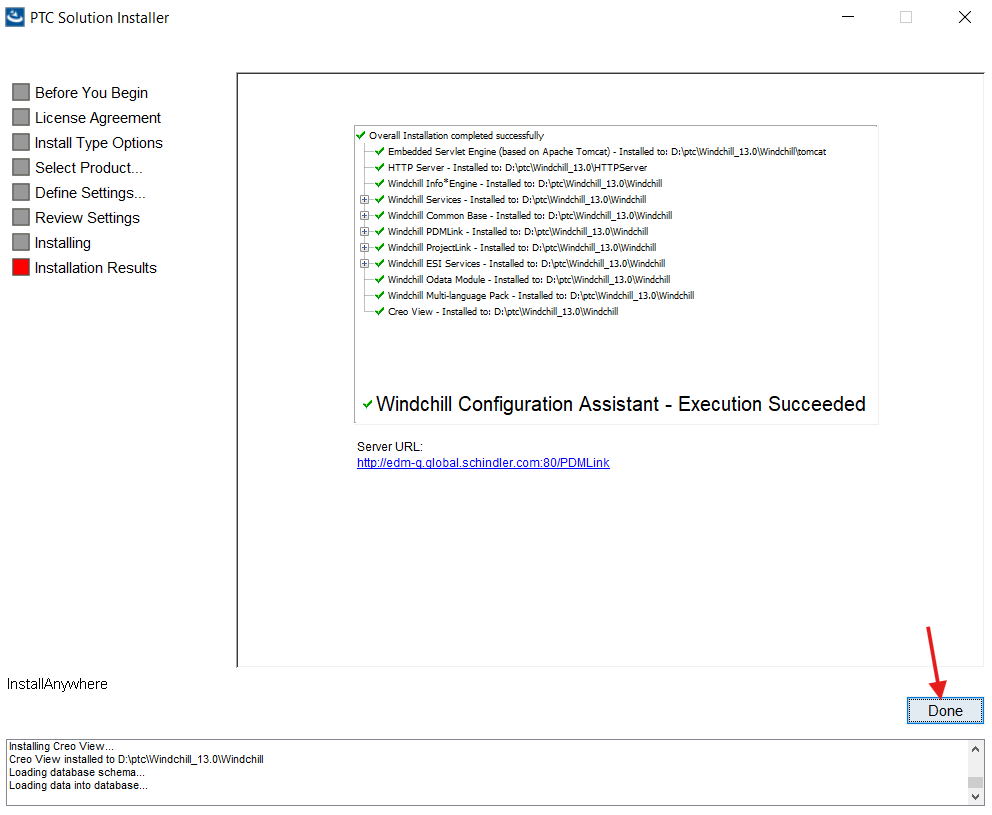 PTC Solution Installer
Before You Begin
License Agreement
Install Type Options
Select Product...
Define Settings...
Review Settings
Installing
Installation Results
Overall Installation completed successfully
Embedded Servlet Engine (based on Apache Tomcat) - Installed to: D:\ptc\Windchill_13.0\Windchill\tomcat
HTTP Server - Installed to: D:\ptc\Windchill_13.0\HTTPServer
Windchill Info*Engine - Installed to: D:\ptc\Windchill_13.0\Windchill
Windchill Services - Installed to: D:\ptc\Windchill_13.0\Windchill
Windchill Common Base - Installed to: D:\ptc\Windchill_13.0\Windchill
Windchill PDMLink - Installed to: D:\ptc\Windchill_13.0\Windchill
Windchill ProjectLink - Installed to: D:\ptc\Windchill_13.0\Windchill
Windchill ESI Services - Installed to: D:\ptc\Windchill_13.0\Windchill
Windchill Odata Module - Installed to: D:\ptc\Windchill_13.0\Windchill
Windchill Multi-language Pack - Installed to: D:\ptc\Windchill_13.0\Windchill
Creo View - Installed to: D:\ptc\Windchill_13.0\Windchill
Windchill Configuration Assistant - Execution Succeeded
Server URL:
http://edm-q.global.schindler.com:80/PDMLink
InstallAnywhere
Done
Installing Creo View...
Creo View installed to D:\ptc\Windchill_13.0\Windchill
Loading database schema...
Loading data into database...